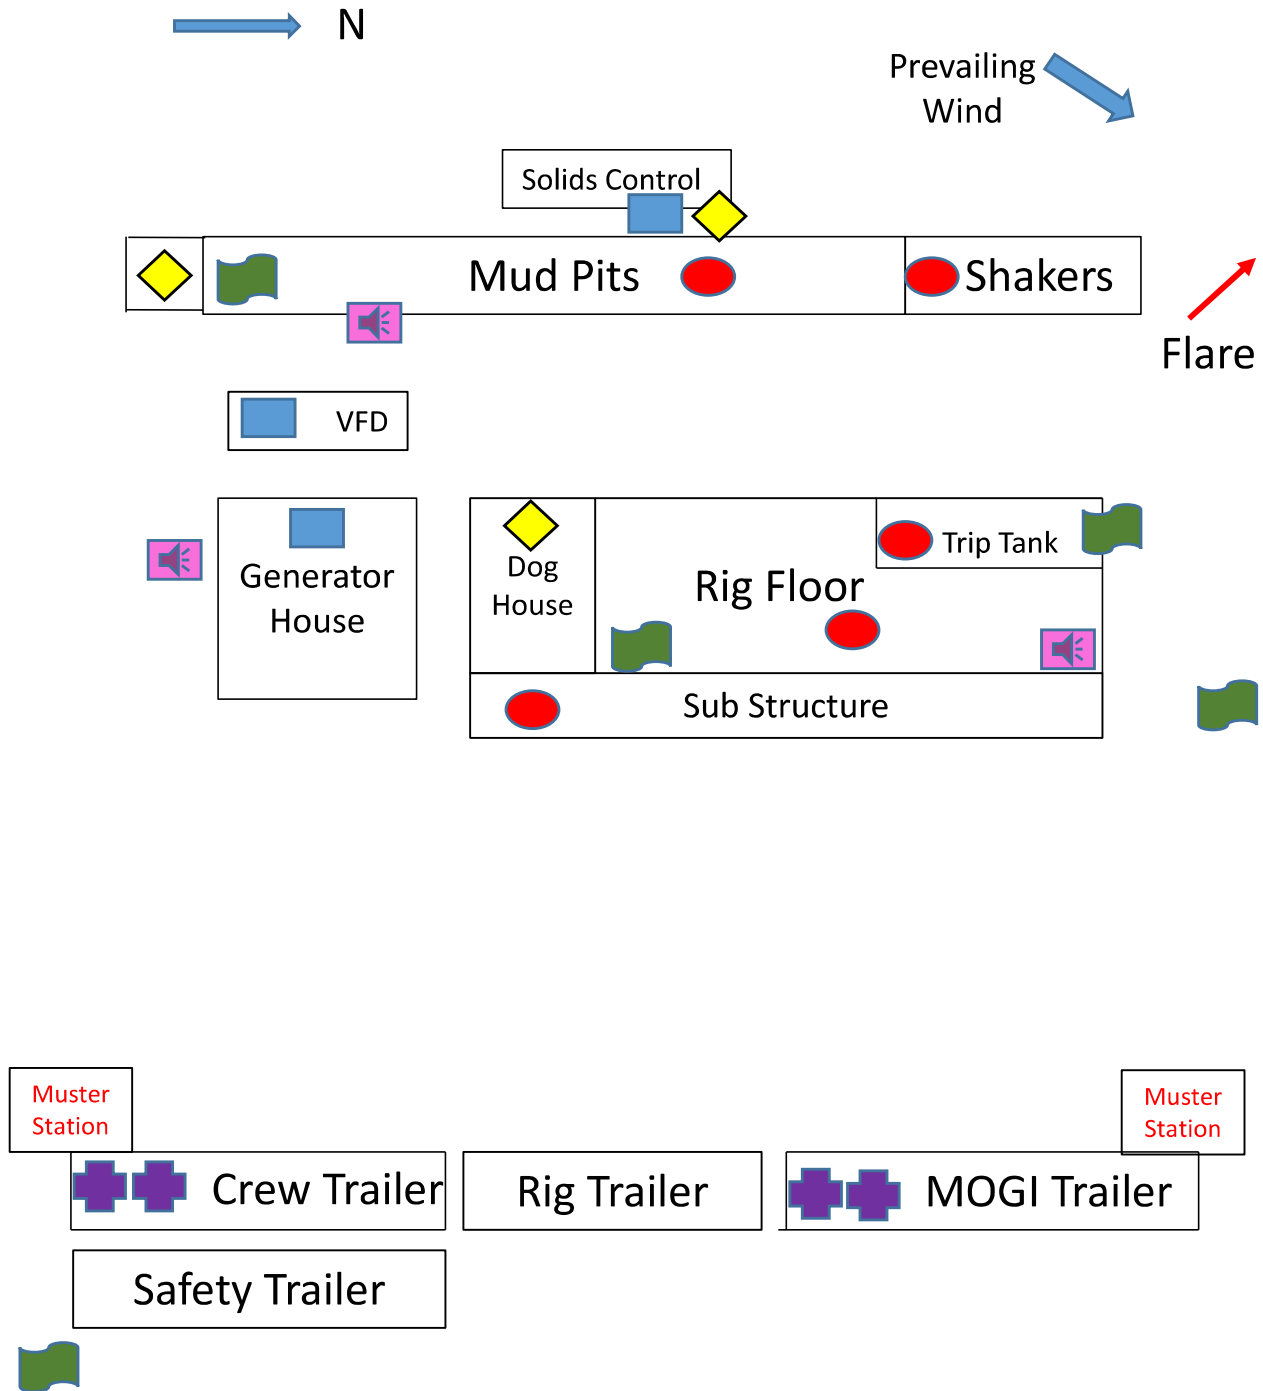 N
Prevailing
Wind
Solids Control
Mud Pits
Shakers
Flare
VFD
Generator
House
Dog
House
Rig Floor
Trip Tank
Sub Structure
Muster
Station
Muster
Station
Crew Trailer
Rig Trailer
MOGI Trailer
Safety Trailer